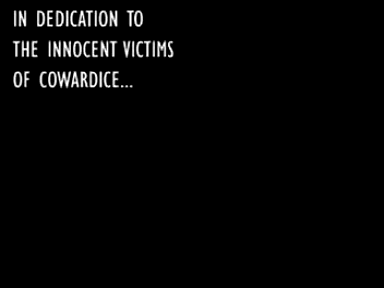 IN DEDICATION TO
THE INNOCENT VICTIMS
OF COWARDICE...